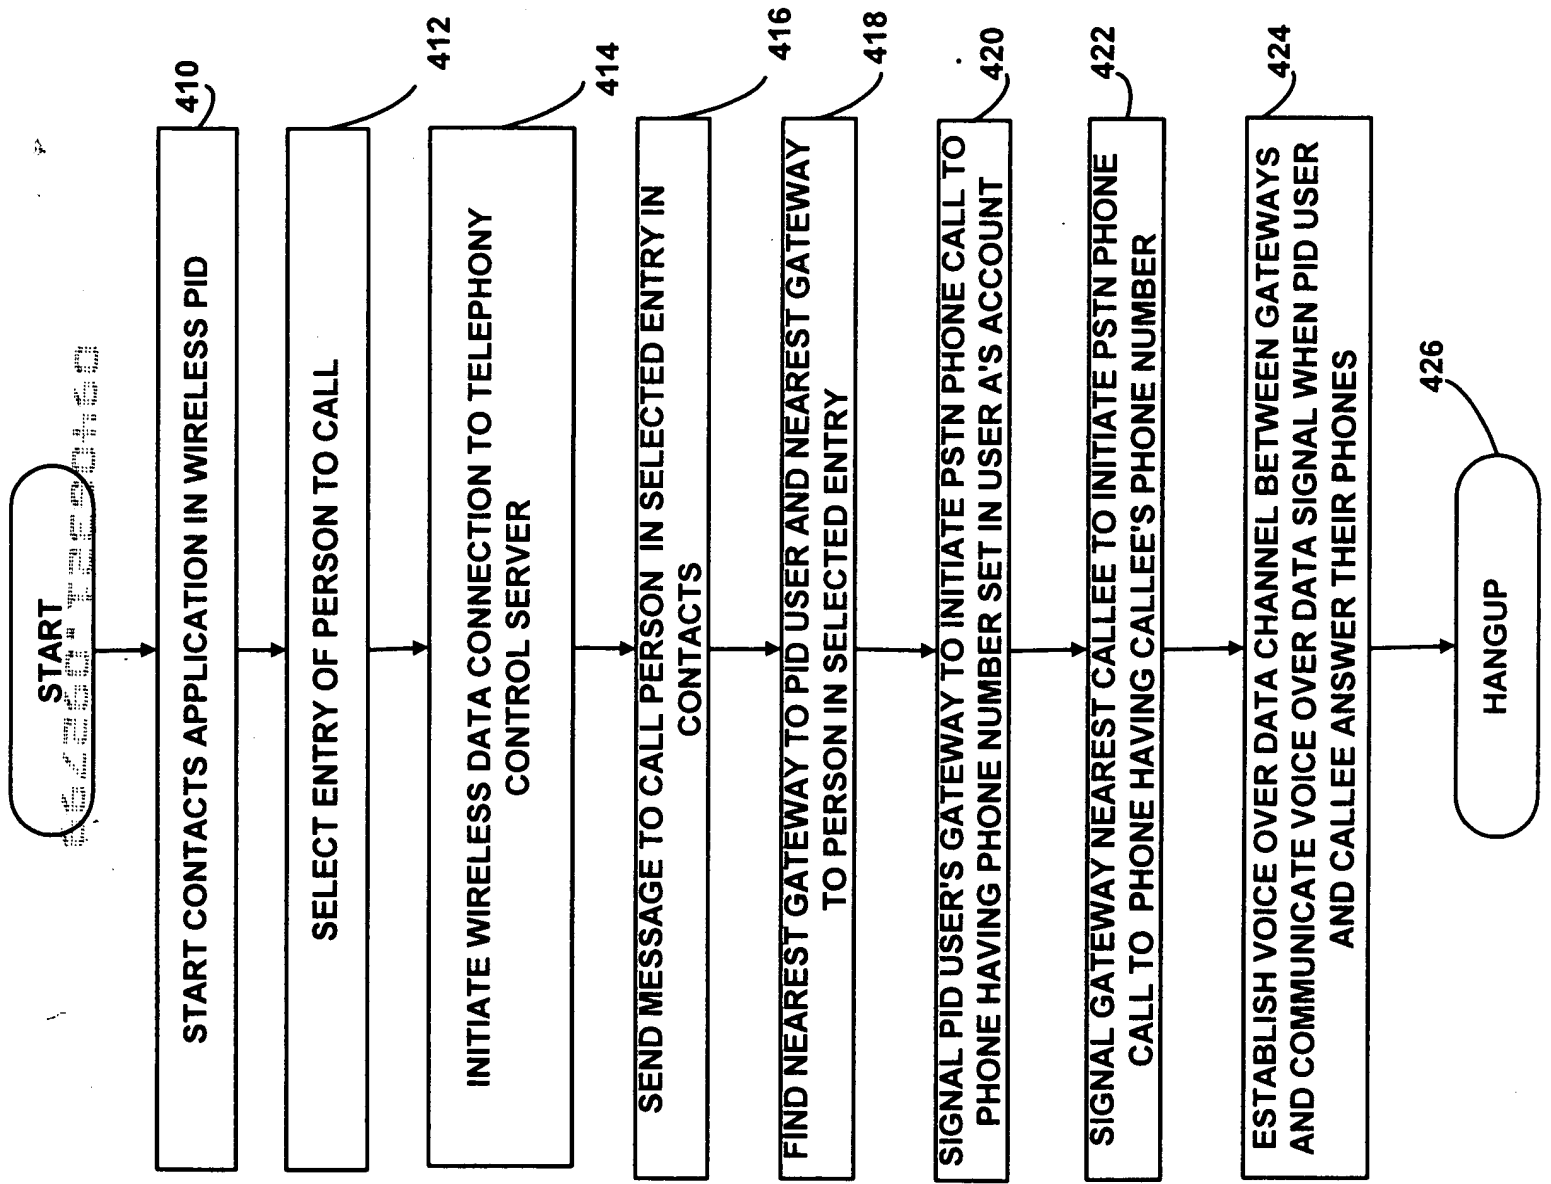 START
410
START CONTACTS APPLICATION IN WIRELESS PID
412
SELECT ENTRY OF PERSON TO CALL
414
INITIATE WIRELESS DATA CONNECTION TO TELEPHONY
CONTROL SERVER
416
SEND MESSAGE TO CALL PERSON IN SELECTED ENTRY IN
CONTACTS
418
FIND NEAREST GATEWAY TO PID USER AND NEAREST GATEWAY
TO PERSON IN SELECTED ENTRY
420
SIGNAL PID USER'S GATEWAY TO INITIATE PSTN PHONE CALL TO
PHONE HAVING PHONE NUMBER SET IN USER A'S ACCOUNT
422
SIGNAL GATEWAY NEAREST CALLEE TO INITIATE PSTN PHONE
CALL TO PHONE HAVING CALLEE'S PHONE NUMBER
424
ESTABLISH VOICE OVER DATA CHANNEL BETWEEN GATEWAYS
AND COMMUNICATE VOICE OVER DATA SIGNAL WHEN PID USER
AND CALLEE ANSWER THEIR PHONES
426
HANGUP